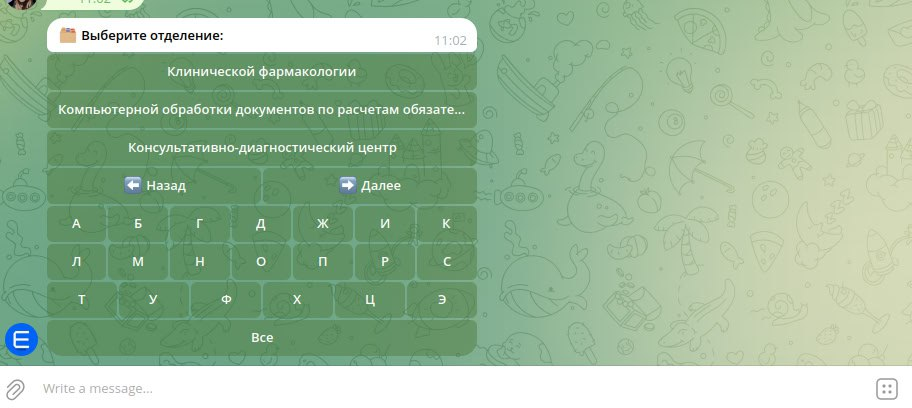 11:02
Выберите отделение:
11:02
Клинической фармакологии
Компьютерной обработки документов по расчетам обязате...
Консультативно-диагностический центр
Назад Далее
А Б Г Д Ж И К
Л М Н О П Р С
Т У Ф Х Ц Э
Все
Write a message...